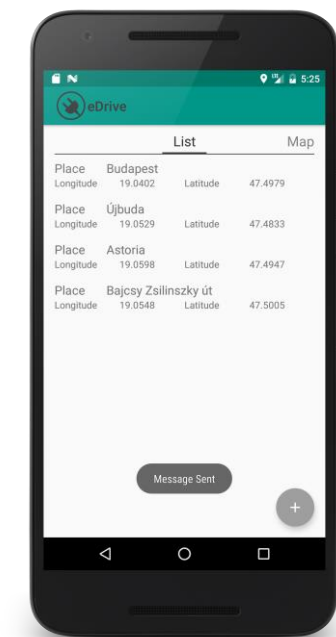 5:25
eDrive
List Map
Place Budapest
Longitude 19.0402 Latitude 47.4979
Place Újbuda
Longitude 19.0529 Latitude 47.4833
Place Astoria
Longitude 19.0598 Latitude 47.4947
Place Bajcsy Zsilinszky út
Longitude 19.0548 Latitude 47.5005
Message Sent
+